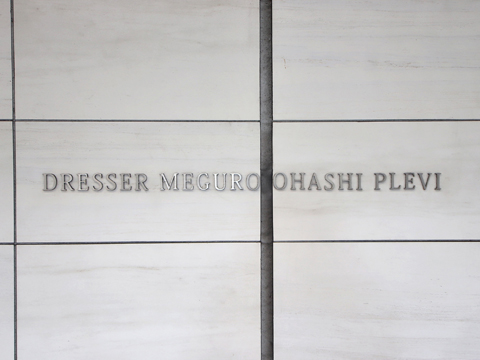 DRESSER MEGURO OHASHI PLEVI